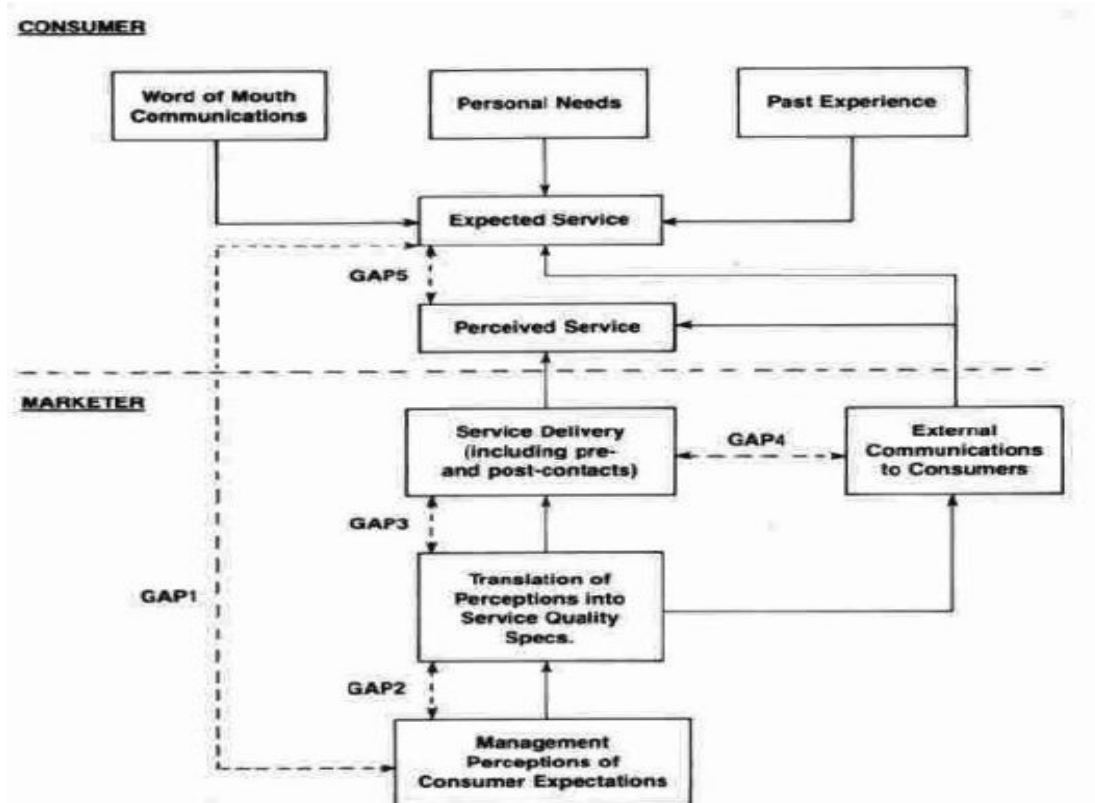 CONSUMER
Word of Mouth
Communications
Personal Needs
Past Experience
Expected Service
GAP5
Perceived Service
MARKETER
Service Delivery
(including pre-
and post-contacts)
GAP4
External
Communications
to Consumers
GAP3
Translation of
Perceptions into
Service Quality
Specs.
GAP1
GAP2
Management
Perceptions of
Consumer Expectations